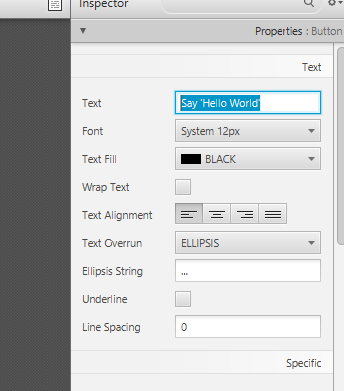 Inspector
Properties : Button
Text
Text Say 'Hello World'
Font System 12px
Text Fill BLACK
Wrap Text
Text Alignment
Text Overrun ELLIPSIS
Ellipsis String ...
Underline
Line Spacing 0
Specific